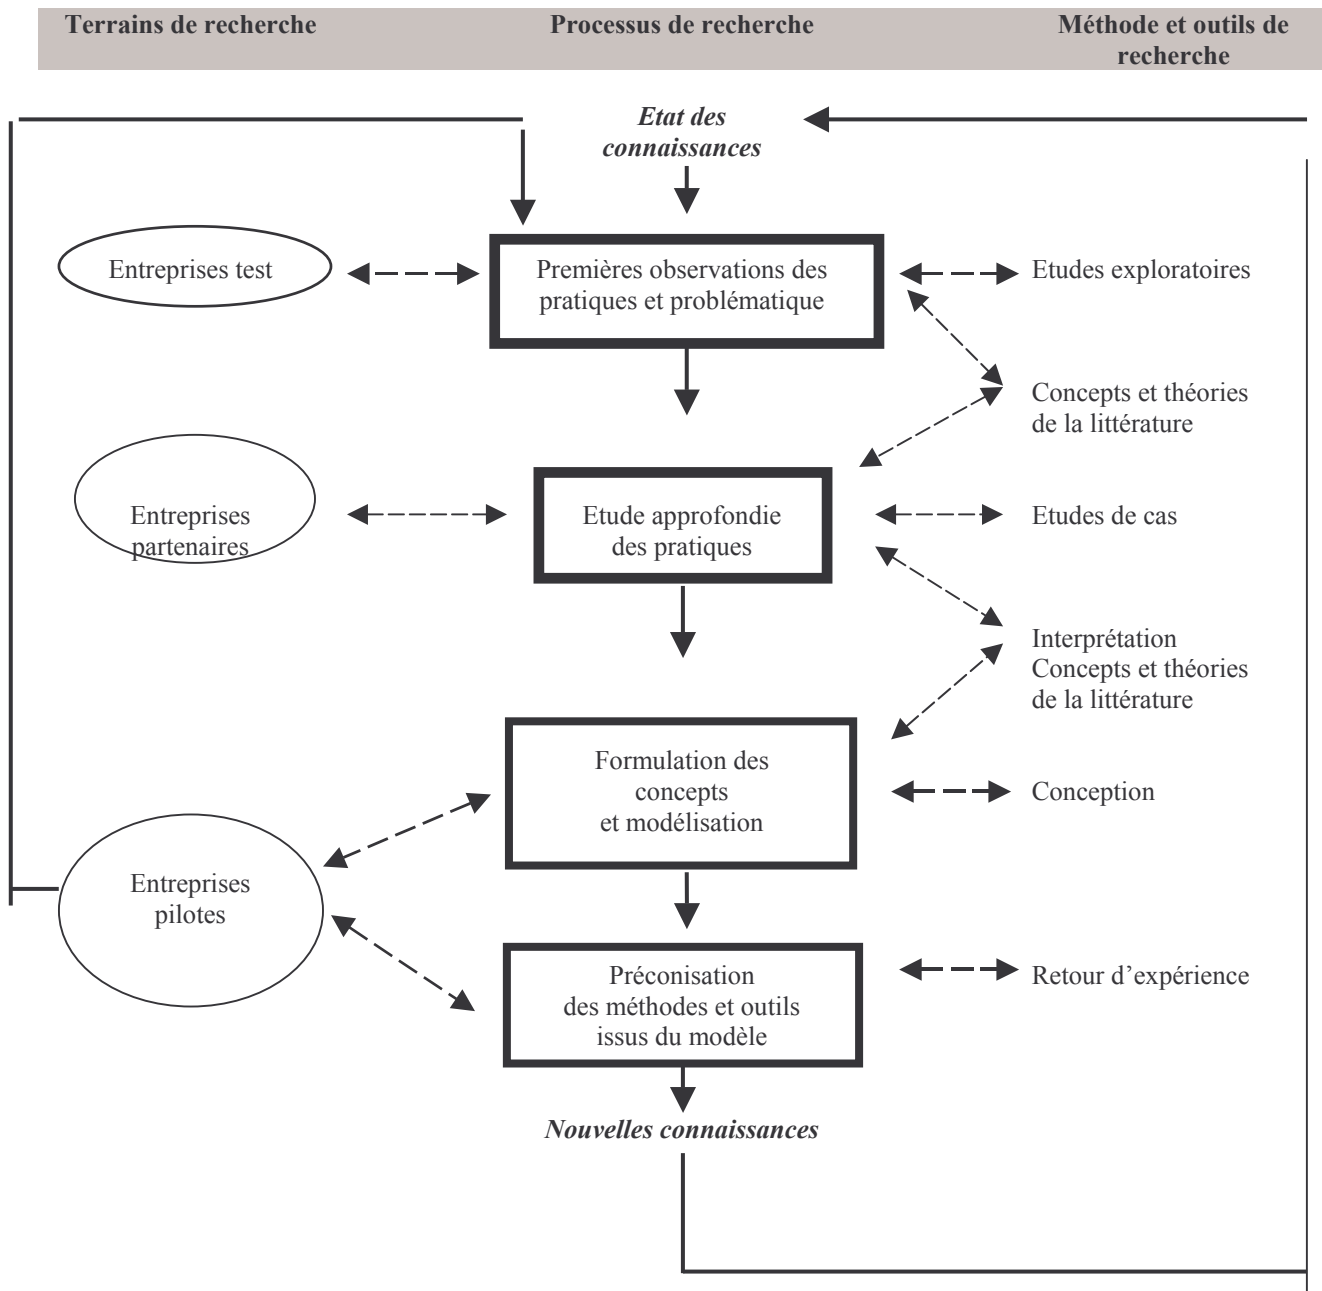 Terrains de recherche
Processus de recherche
Méthode et outils de
recherche
Etat des
connaissances
Entreprises test
Premières observations des
pratiques et problématique
Etudes exploratoires
Concepts et théories
de la littérature
Entreprises
partenaires
Etude approfondie
des pratiques
Etudes de cas
Interprétation
Concepts et théories
de la littérature
Formulation des
concepts
et modélisation
Conception
Entreprises
pilotes
Préconisation
des méthodes et outils
issus du modèle
Retour d’expérience
Nouvelles connaissances